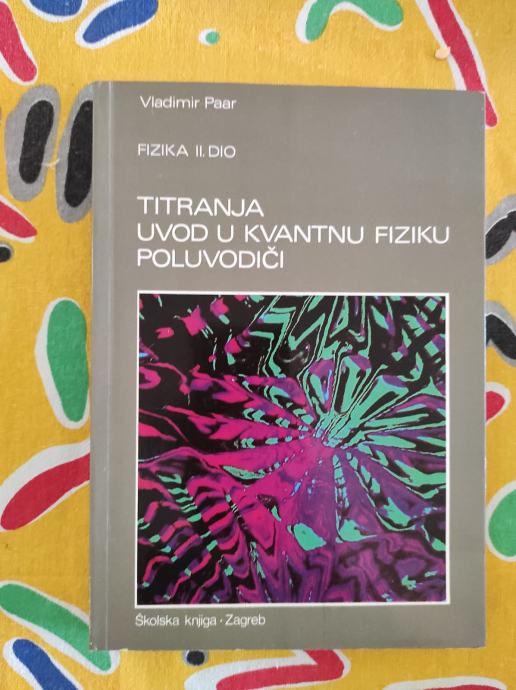 Vladimir Paar
FIZIKA II. DIO
TITRANJA
UVOD U KVANTNU FIZIKU
POLUVODIČI
Školska knjiga · Zagreb